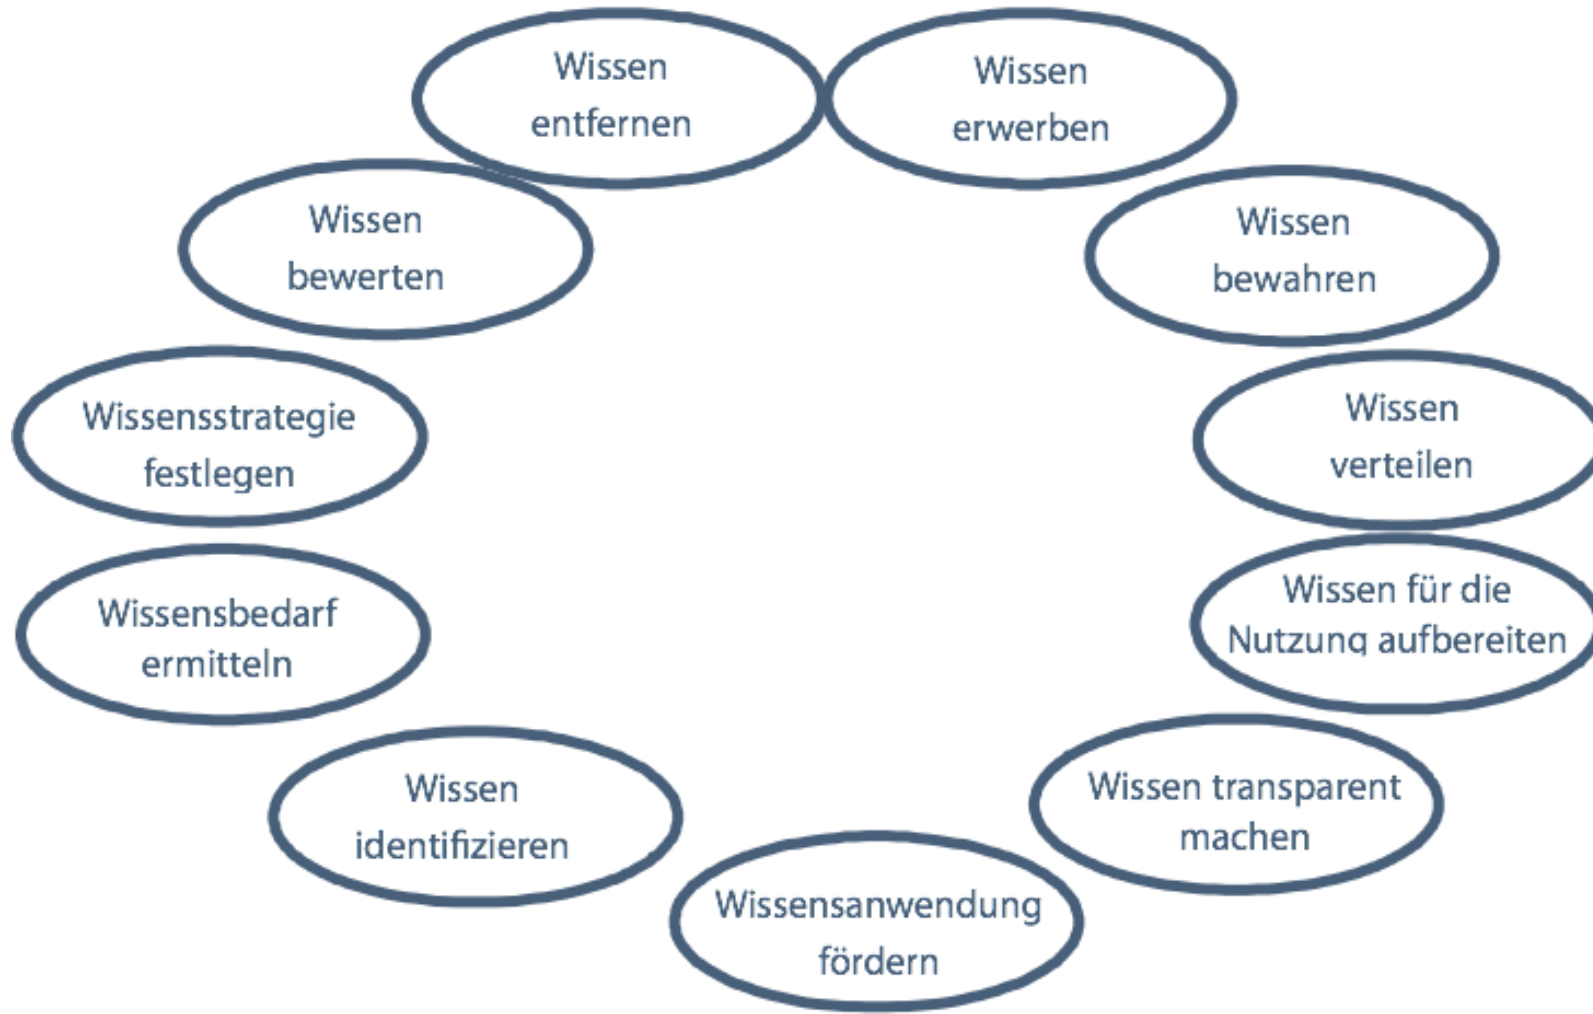 Wissen
entfernen
Wissen
erwerben
Wissen
bewerten
Wissen
bewahren
Wissensstrategie
festlegen
Wissen
verteilen
Wissensbedarf
ermitteln
Wissen für die
Nutzung aufbereiten
Wissen
identifizieren
Wissen transparent
machen
Wissensanwendung
fördern